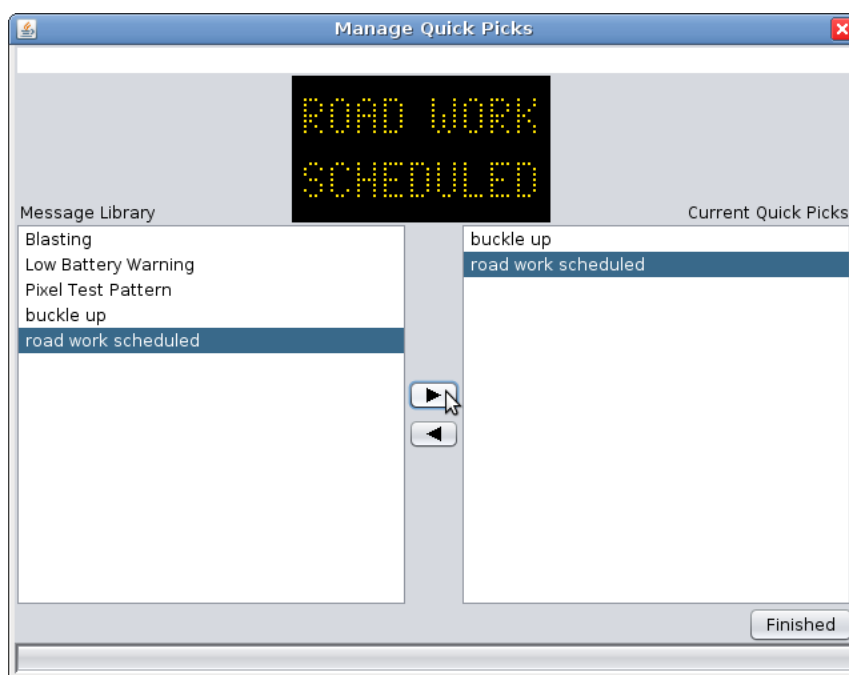 Manage Quick Picks
ROAD WORK
SCHEDULED
Message Library
Current Quick Picks
Blasting
Low Battery Warning
Pixel Test Pattern
buckle up
road work scheduled
buckle up
road work scheduled
Finished